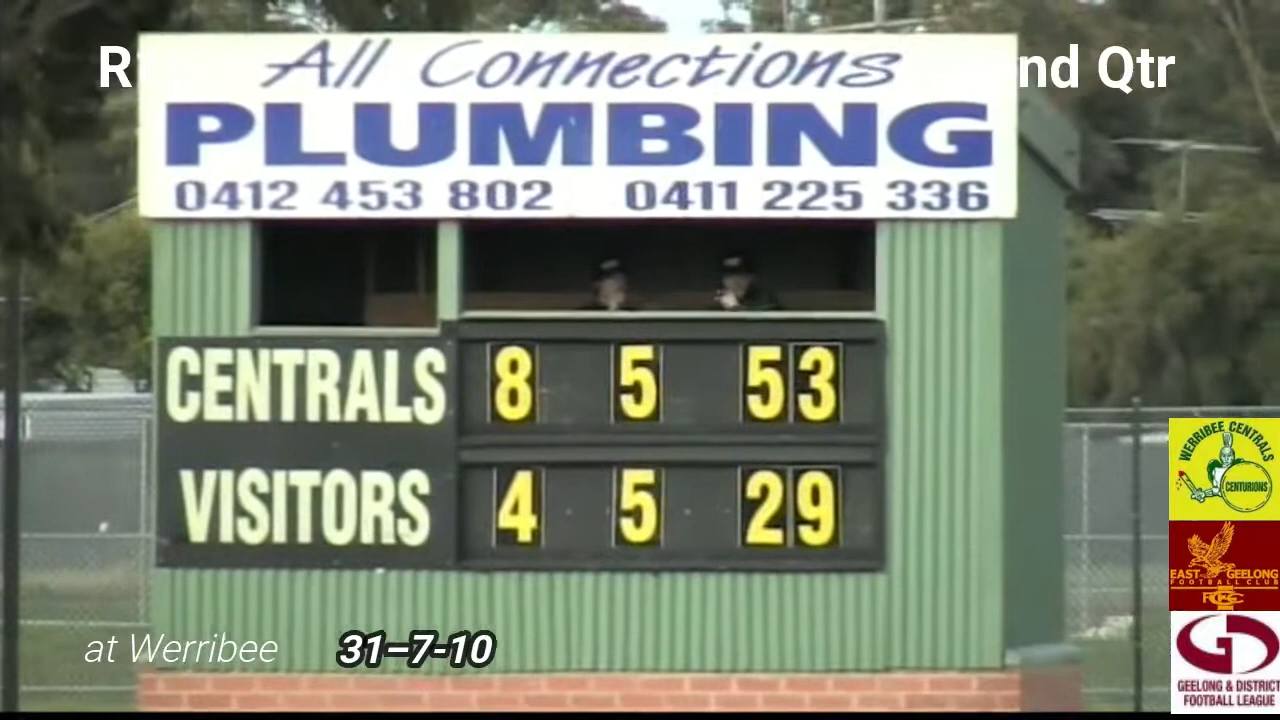 All Connections
nd Qtr
PLUMBING
0412 453 802 0411 225 336
CENTRALS 8 5 53
VISITORS 4 5 29
WERRIBEE CENTRALS
CENTURIONS
EAST GEELONG
FOOTBALL CLUB
GEELONG & DISTRICT
FOOTBALL LEAGUE
at Werribee 31-7-10